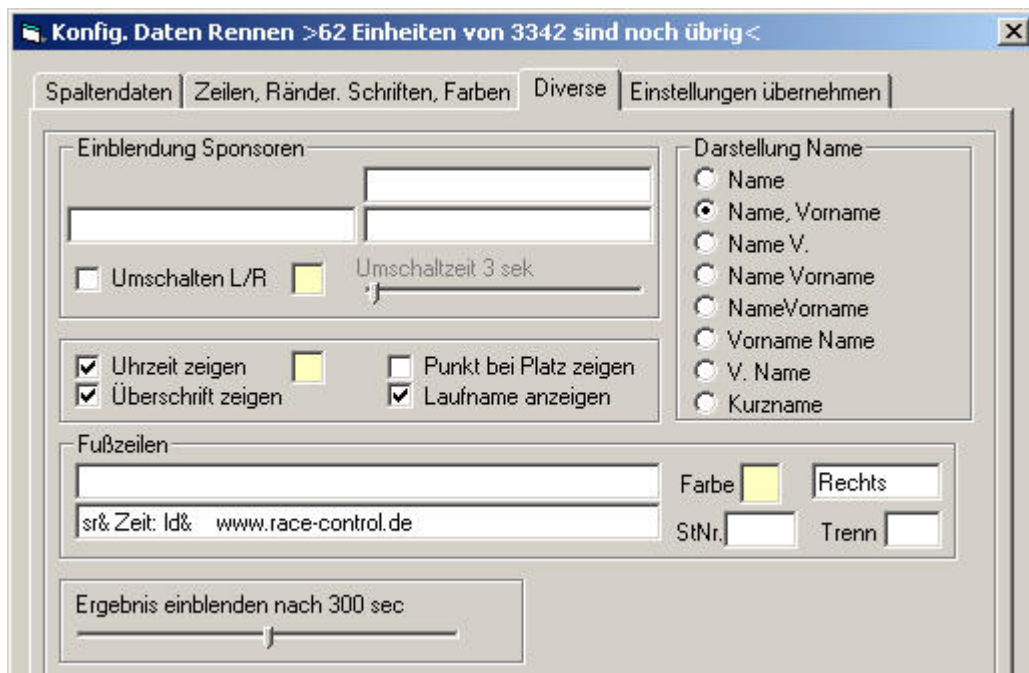 Konfig. Daten Rennen >62 Einheiten von 3342 sind noch übrig<
Spaltendaten Zeilen, Ränder. Schriften, Farben Diverse Einstellungen übernehmen
Einblendung Sponsoren
Umschalten L/R Umschaltzeit 3 sek
Uhrzeit zeigen Punkt bei Platz zeigen
Überschrift zeigen Laufname anzeigen
Darstellung Name
Name
Name, Vorname
Name V.
Name Vorname
NameVorname
Vorname Name
V. Name
Kurzname
Fußzeilen
Farbe Rechts
sr& Zeit: ld& www.race-control.de StNr. Trenn
Ergebnis einblenden nach 300 sec